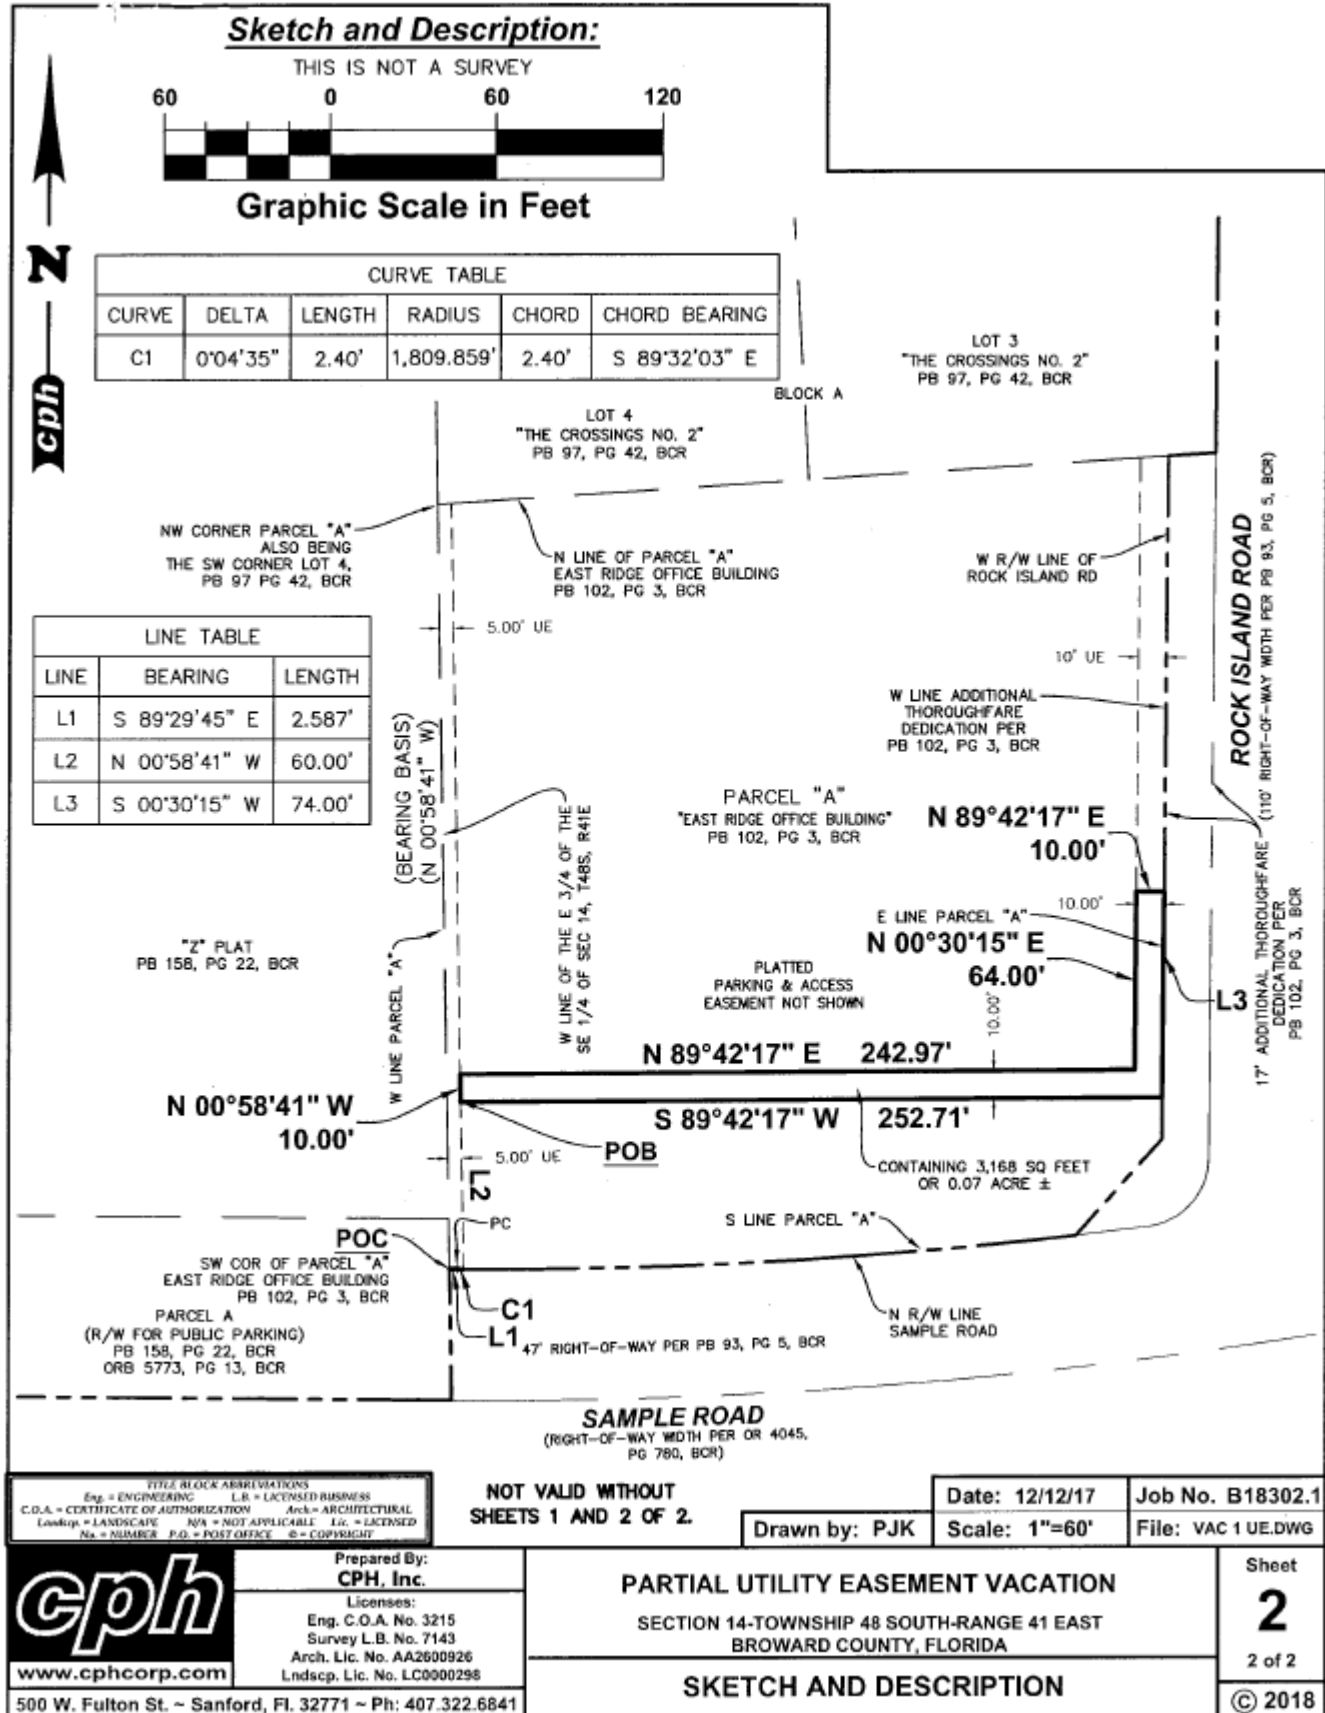 Sketch and Description:
THIS IS NOT A SURVEY
60 0 60 120
Graphic Scale in Feet
N
cph
CURVE TABLE
CURVE DELTA LENGTH RADIUS CHORD CHORD BEARING
C1 0°04'35" 2.40' 1,809.859' 2.40' S 89°32'03" E
LOT 3
"THE CROSSINGS NO. 2"
PB 97, PG 42, BCR
BLOCK A
LOT 4
"THE CROSSINGS NO. 2"
PB 97, PG 42, BCR
NW CORNER PARCEL "A"
ALSO BEING
THE SW CORNER LOT 4,
PB 97 PG 42, BCR
N LINE OF PARCEL "A"
EAST RIDGE OFFICE BUILDING
PB 102, PG 3, BCR
W R/W LINE OF
ROCK ISLAND RD
ROCK ISLAND ROAD
(110' RIGHT-OF-WAY WIDTH PER PB 93, PG 5, BCR)
5.00' UE
LINE TABLE
LINE BEARING LENGTH
L1 S 89°29'45" E 2.587'
L2 N 00°58'41" W 60.00'
L3 S 00°30'15" W 74.00'
10' UE
W LINE ADDITIONAL
THOROUGHFARE
DEDICATION PER
PB 102, PG 3, BCR
(BEARING BASIS)
(N 00°58'41" W)
W LINE OF THE E 3/4 OF THE
SE 1/4 OF SEC 14, T48S, R41E
PARCEL "A"
"EAST RIDGE OFFICE BUILDING"
PB 102, PG 3, BCR
N 89°42'17" E
10.00'
10.00'
E LINE PARCEL "A"
N 00°30'15" E
64.00'
L3
17' ADDITIONAL THOROUGHFARE
DEDICATION PER
PB 102, PG 3, BCR
"Z" PLAT
PB 158, PG 22, BCR
W LINE PARCEL "A"
PLATTED
PARKING & ACCESS
EASEMENT NOT SHOWN
10.00'
N 89°42'17" E 242.97'
N 00°58'41" W
10.00'
S 89°42'17" W 252.71'
POB
5.00' UE
L2
CONTAINING 3,168 SQ FEET
OR 0.07 ACRE ±
S LINE PARCEL "A"
PC
POC
SW COR OF PARCEL "A"
EAST RIDGE OFFICE BUILDING
PB 102, PG 3, BCR
PARCEL A
(R/W FOR PUBLIC PARKING)
PB 158, PG 22, BCR
ORB 5773, PG 13, BCR
C1
L1
47' RIGHT-OF-WAY PER PB 93, PG 5, BCR
N R/W LINE
SAMPLE ROAD
SAMPLE ROAD
(RIGHT-OF-WAY WIDTH PER OR 4045,
PG 780, BCR)
TITLE BLOCK ABBREVIATIONS
Eng. = ENGINEERING L.B. = LICENSED BUSINESS
C.O.A. = CERTIFICATE OF AUTHORIZATION Arch.= ARCHITECTURAL
Landscp. = LANDSCAPE N/A = NOT APPLICABLE Lic. = LICENSED
No. = NUMBER P.O. = POST OFFICE © = COPYRIGHT
NOT VALID WITHOUT
SHEETS 1 AND 2 OF 2.
Drawn by: PJK
Date: 12/12/17
Scale: 1"=60'
Job No. B18302.1
File: VAC 1 UE.DWG
cph
www.cphcorp.com
Prepared By:
CPH, Inc.
Licenses:
Eng. C.O.A. No. 3215
Survey L.B. No. 7143
Arch. Lic. No. AA2600926
Lndscp. Lic. No. LC0000298
500 W. Fulton St. ~ Sanford, Fl. 32771 ~ Ph: 407.322.6841
PARTIAL UTILITY EASEMENT VACATION
SECTION 14-TOWNSHIP 48 SOUTH-RANGE 41 EAST
BROWARD COUNTY, FLORIDA
SKETCH AND DESCRIPTION
Sheet
2
2 of 2
© 2018